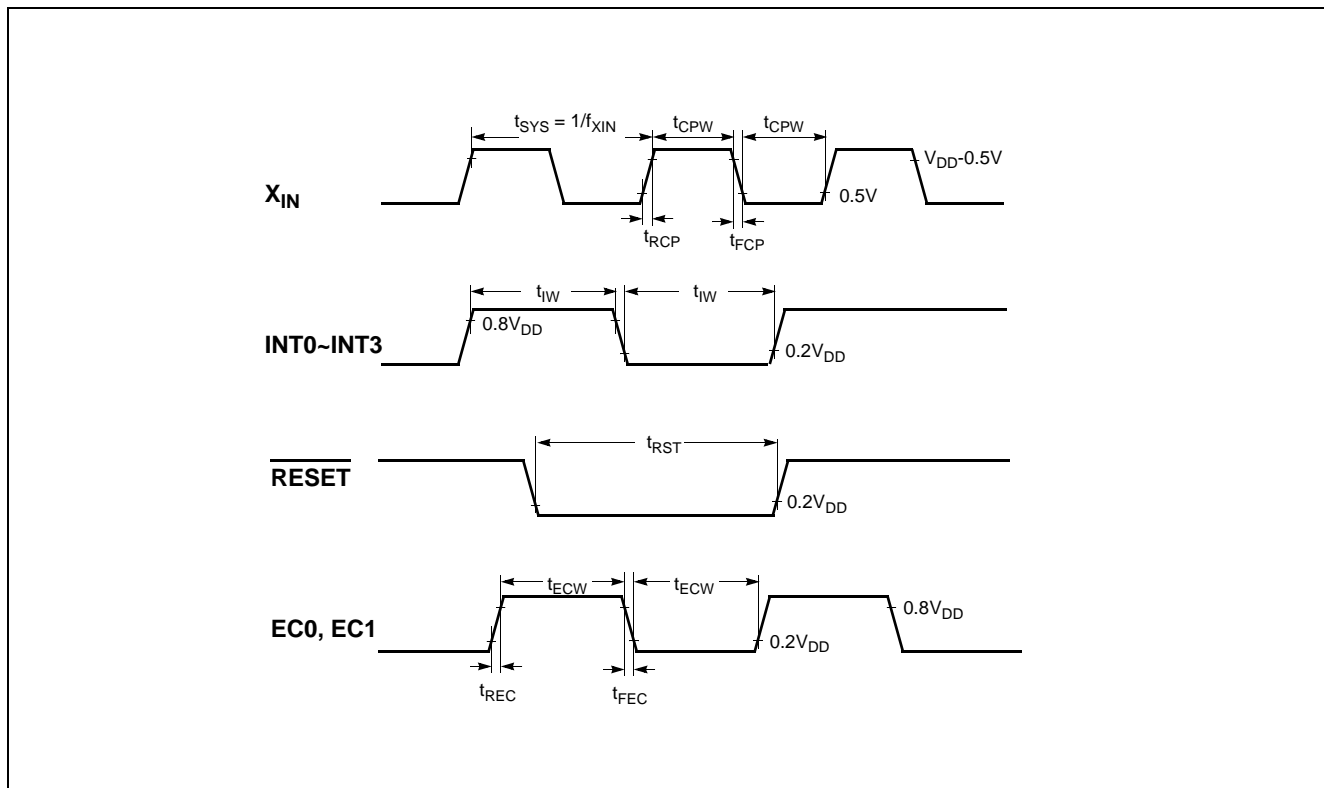 tSYS = 1/fXIN tCPW tCPW
VDD-0.5V
XIN
0.5V
tRCP tFCP
tIW tIW
0.8VDD
INT0~INT3
0.2VDD
tRST
RESET
0.2VDD
tECW tECW
0.8VDD
EC0, EC1
0.2VDD
tREC tFEC